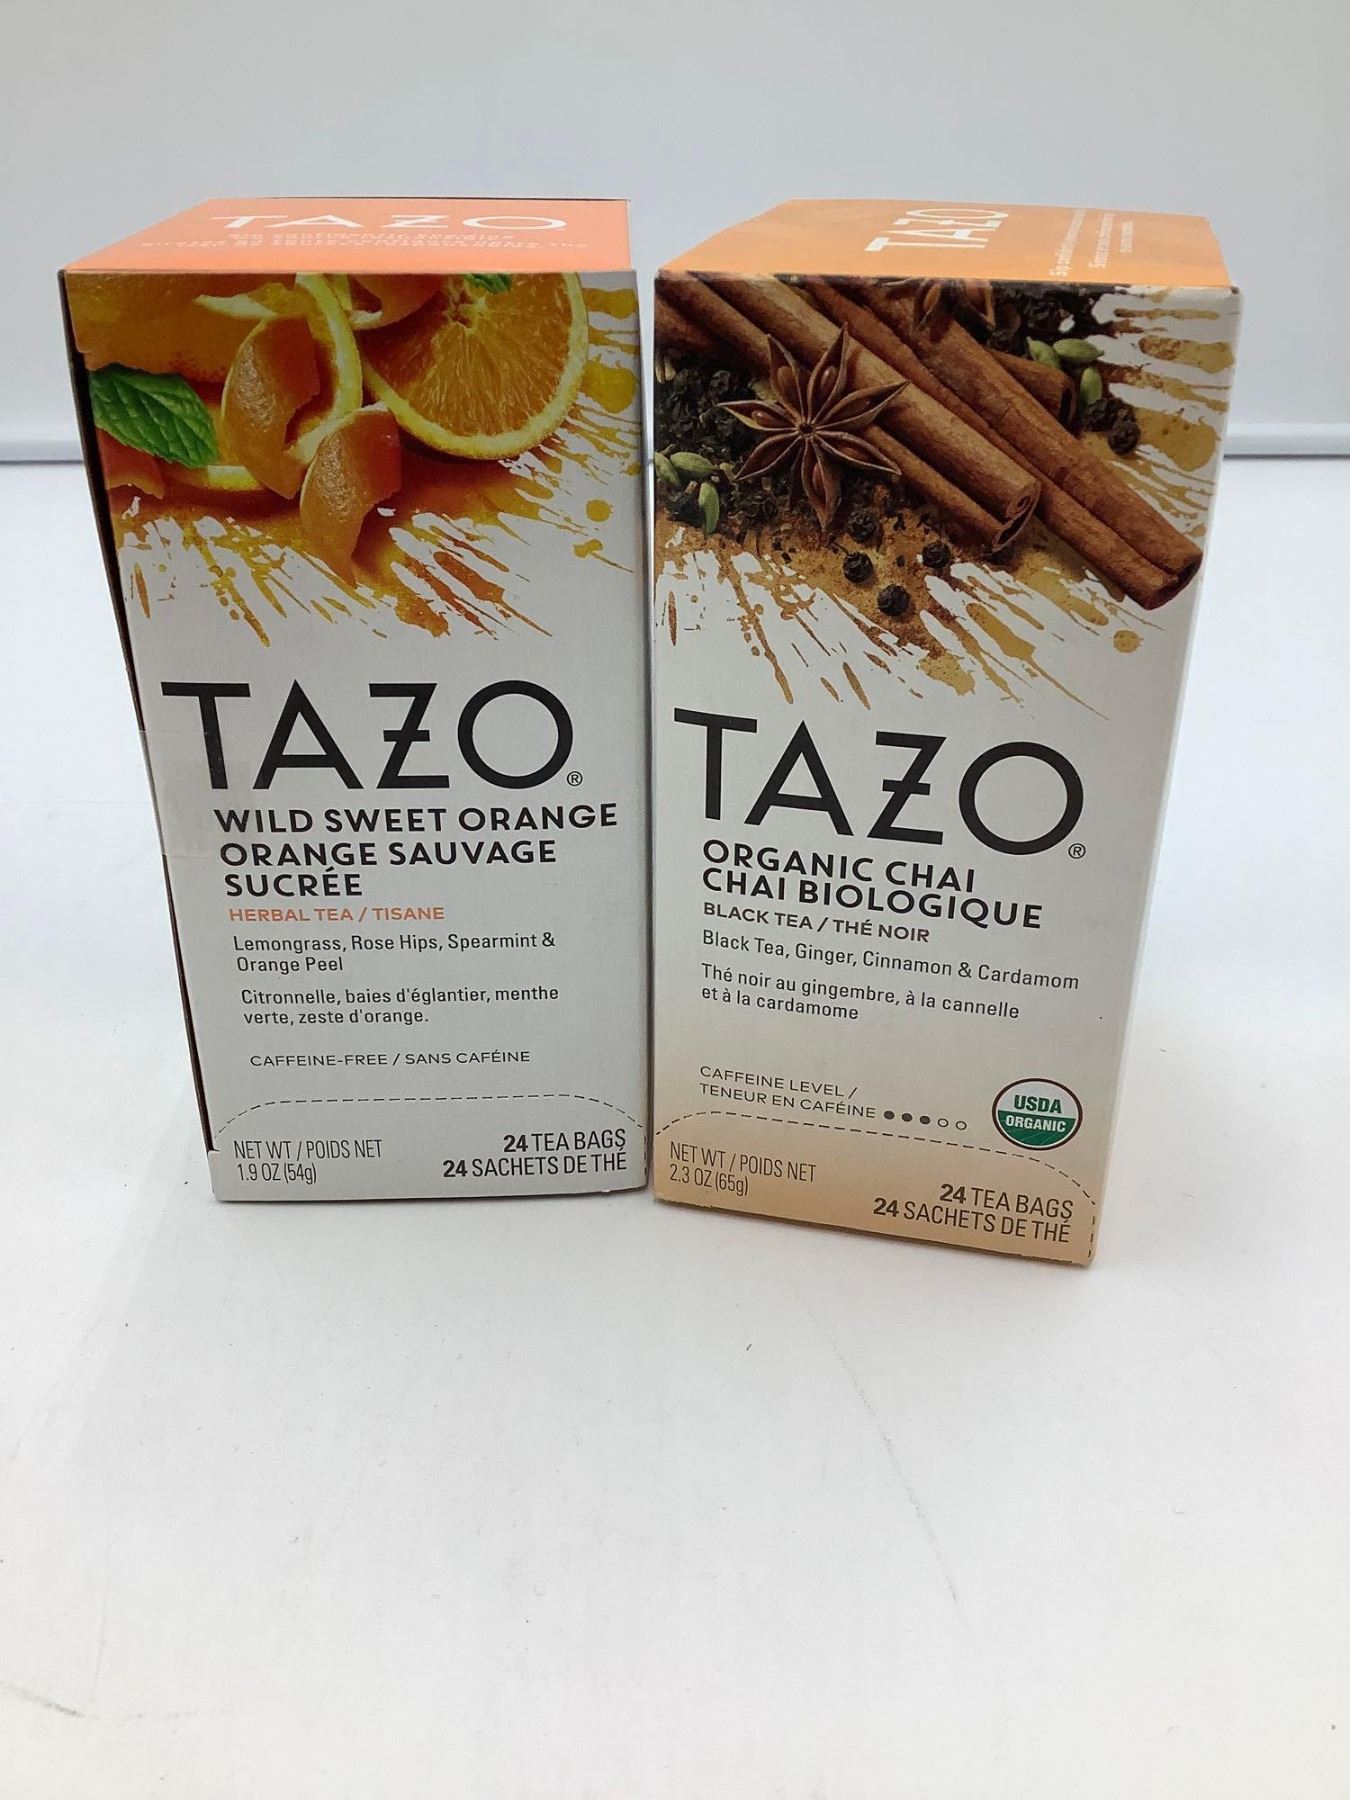 TAZO
TAZO
®
WILD SWEET ORANGE
ORANGE SAUVAGE
SUCRÉE
HERBAL TEA / TISANE
Lemongrass, Rose Hips, Spearmint &
Orange Peel
Citronnelle, baies d'églantier, menthe
verte, zeste d'orange.
CAFFEINE-FREE / SANS CAFÉINE
NET WT / POIDS NET
1.9 OZ (54g)
24 TEA BAGS
24 SACHETS DE THÉ
TAZO
TAZO
®
ORGANIC CHAI
CHAI BIOLOGIQUE
BLACK TEA / THÉ NOIR
Black Tea, Ginger, Cinnamon & Cardamom
Thé noir au gingembre, à la cannelle
et à la cardamome
CAFFEINE LEVEL /
TENEUR EN CAFÉINE
USDA
ORGANIC
NET WT / POIDS NET
2.3 OZ (65g)
24 TEA BAGS
24 SACHETS DE THÉ